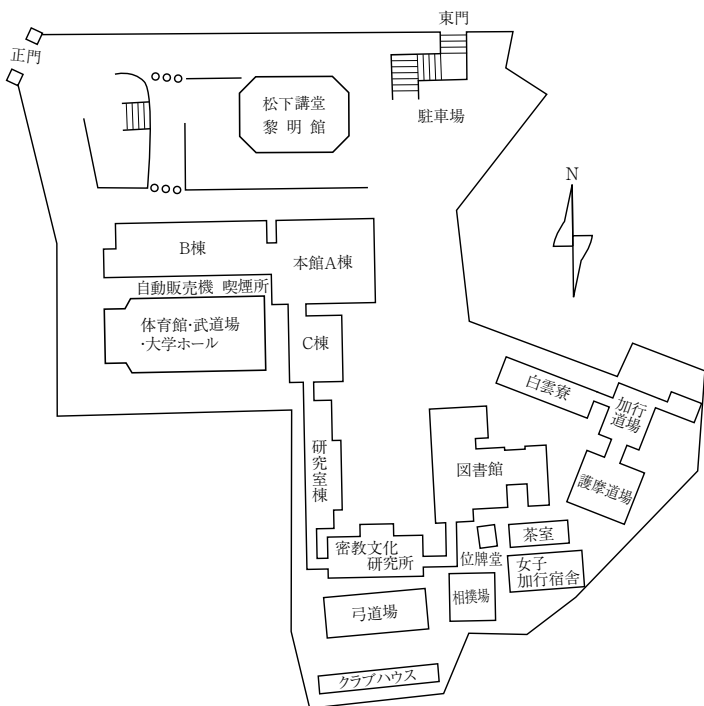 東門
正門
松下講堂
黎明館
駐車場
N
B棟
本館A棟
自動販売機 喫煙所
体育館・武道場
・大学ホール
C棟
白雲寮
加行
道場
研究室棟
図書館
護摩道場
茶室
密教文化
研究所
位牌堂
女子
加行宿舎
相撲場
弓道場
クラブハウス